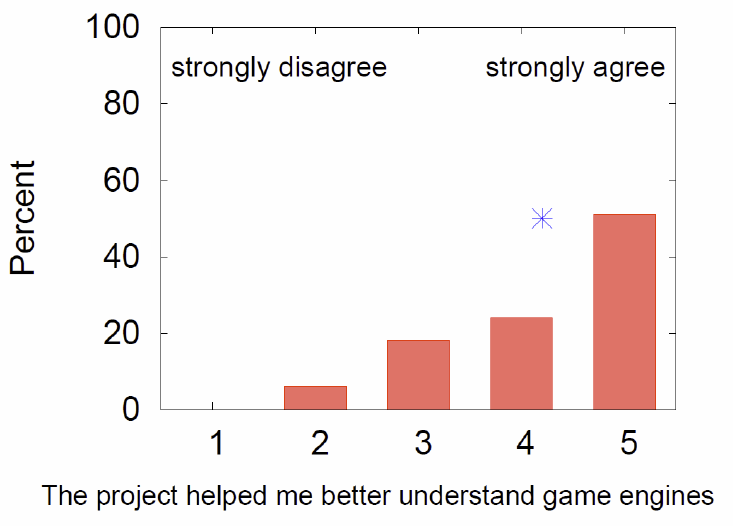 100
strongly disagree strongly agree
80
60
40
20
0
Percent
1 2 3 4 5
The project helped me better understand game engines